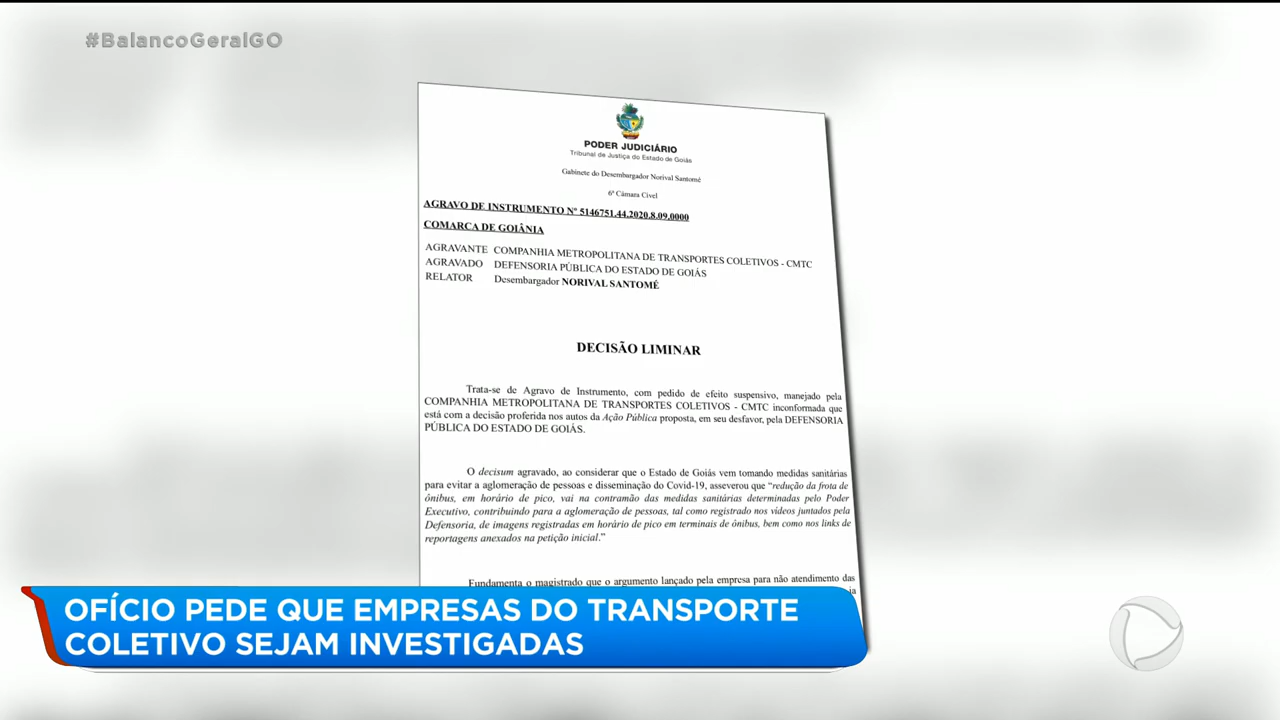 #BalancoGeralGO
PODER JUDICIÁRIO
Tribunal de Justiça do Estado de Goiás
Gabinete do Desembargador Norival Santomé
6ª Câmara Cível
AGRAVO DE INSTRUMENTO Nº 5146751.44.2020.8.09.0000
COMARCA DE GOIÂNIA
AGRAVANTE COMPANHIA METROPOLITANA DE TRANSPORTES COLETIVOS - CMTC
AGRAVADO DEFENSORIA PÚBLICA DO ESTADO DE GOIÁS
RELATOR Desembargador NORIVAL SANTOMÉ
DECISÃO LIMINAR
Trata-se de Agravo de Instrumento, com pedido de efeito suspensivo, manejado pela
COMPANHIA METROPOLITANA DE TRANSPORTES COLETIVOS - CMTC inconformada que
está com a decisão proferida nos autos da Ação Pública proposta, em seu desfavor, pela DEFENSORIA
PÚBLICA DO ESTADO DE GOIÁS.
O decisum agravado, ao considerar que o Estado de Goiás vem tomando medidas sanitárias
para evitar a aglomeração de pessoas e disseminação do Covid-19, asseverou que “redução da frota de
ônibus, em horário de pico, vai na contramão das medidas sanitárias determinadas pelo Poder
Executivo, contribuindo para a aglomeração de pessoas, tal como registrado nos vídeos juntados pela
Defensoria, de imagens registradas em horário de pico em terminais de ônibus, bem como nos links de
reportagens anexados na petição inicial.”
Fundamenta o magistrado que o argumento lançado pela empresa para não atendimento das
OFÍCIO PEDE QUE EMPRESAS DO TRANSPORTE
COLETIVO SEJAM INVESTIGADAS